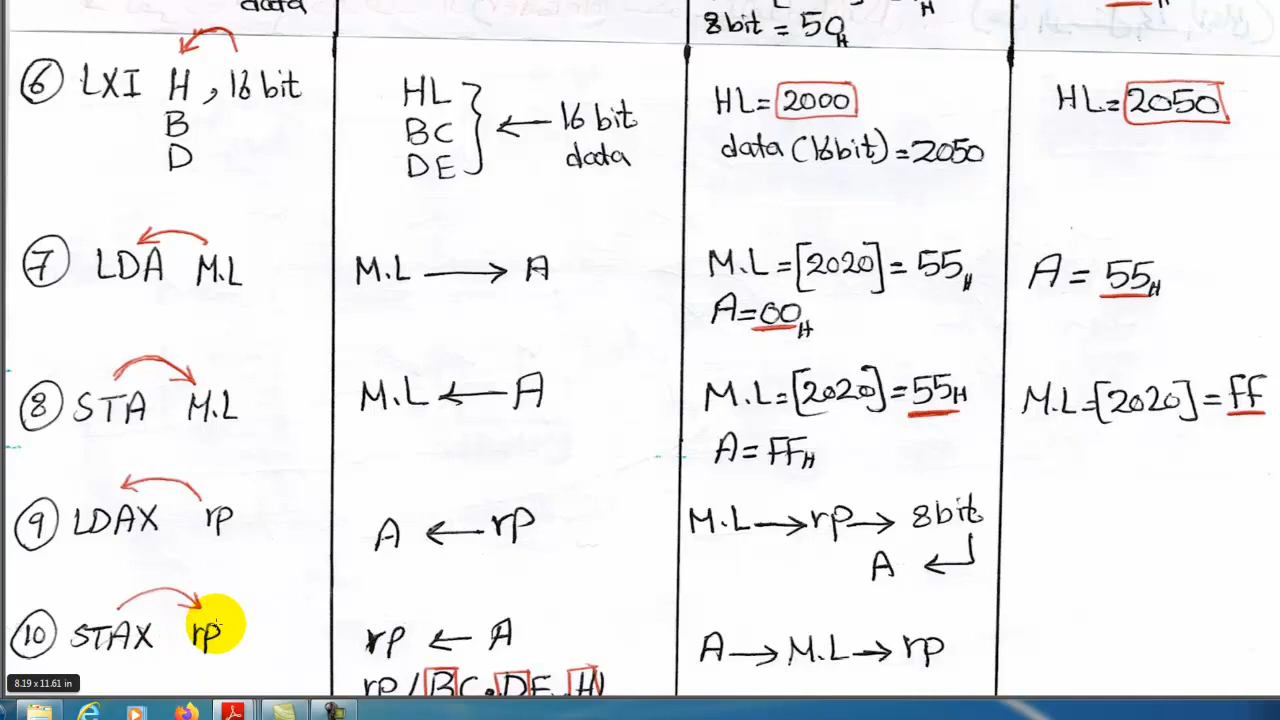 data
8bit = 50H
H
⑥ LXI H, 16 bit
B
D
HL
BC
DE
← 16 bit
data
HL= 2000
data (16bit) = 2050
HL= 2050
⑦ LDA M.L
M.L → A
M.L = [2020] = 55H
A = 00H
A = 55H
⑧ STA M.L
M.L ← A
M.L = [2020] = 55H
A = FFH
M.L = [2020] = FF
⑨ LDAX rp
A ← rp
M.L → rp → 8bit
A ←
⑩ STAX rp
rp ← A
rp / BC, DE, HL
A → M.L → rp
8.19 x 11.61 in